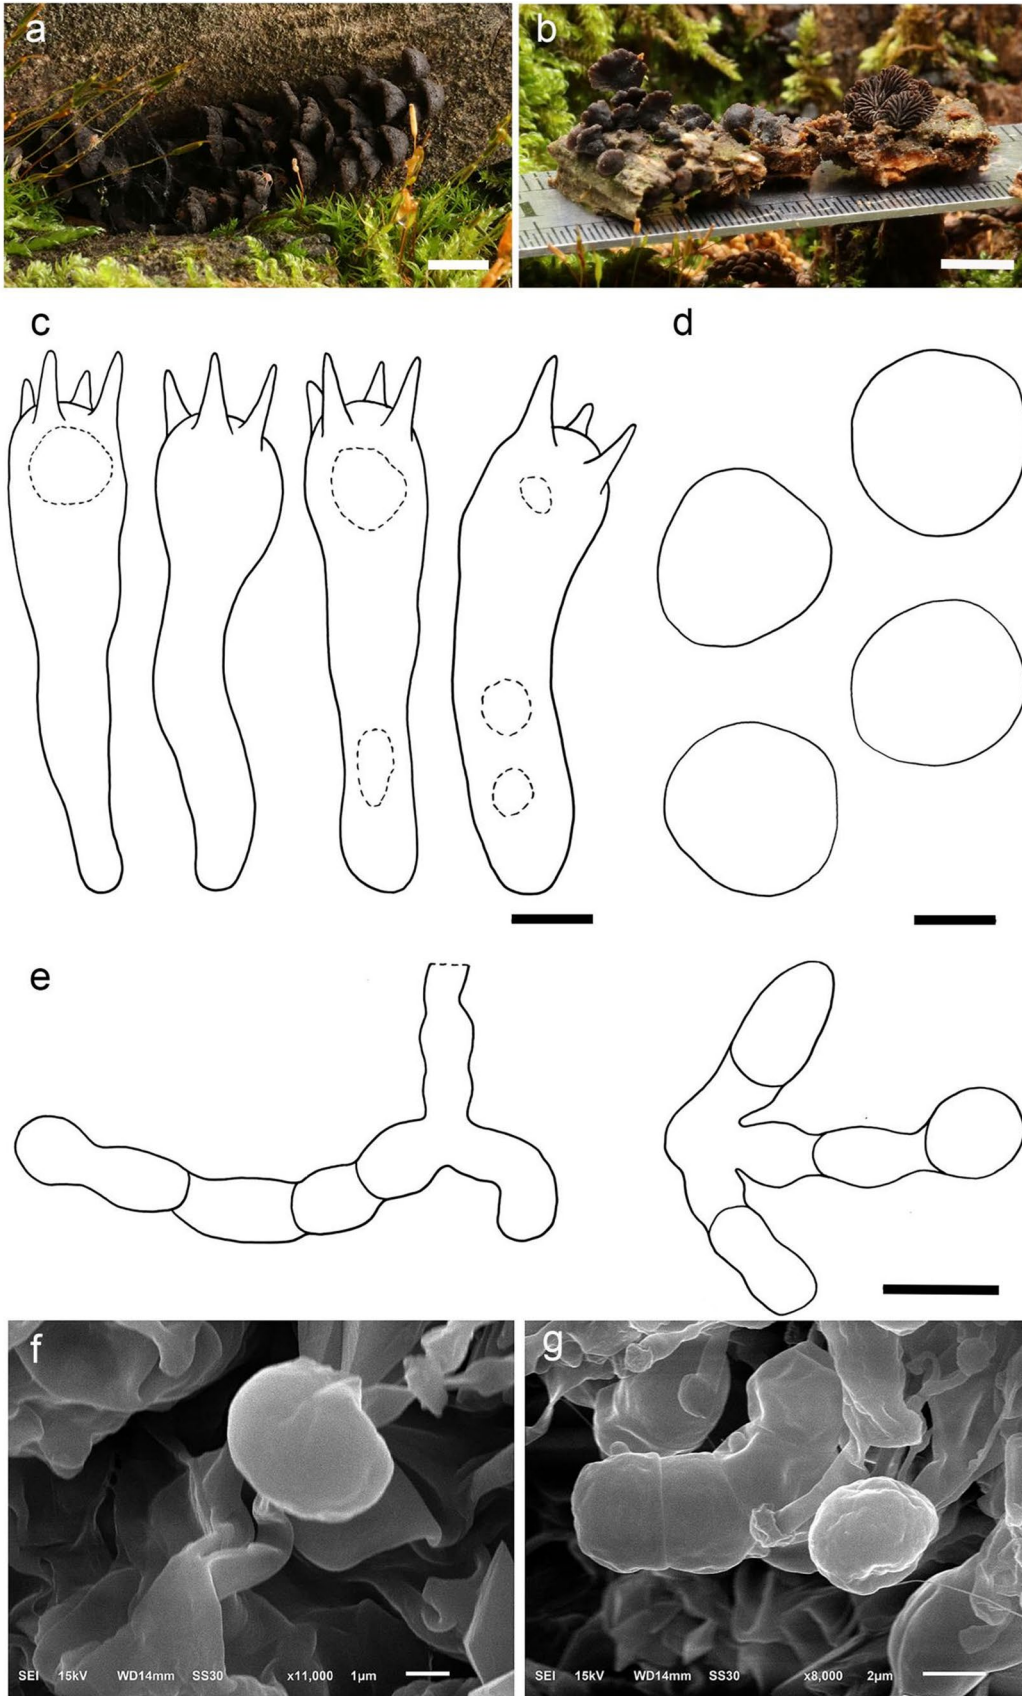 a
b
c
d
e
f
g
SEI 15kV WD14mm SS30 x11,000 1µm
SEI 15kV WD14mm SS30 x8,000 2µm